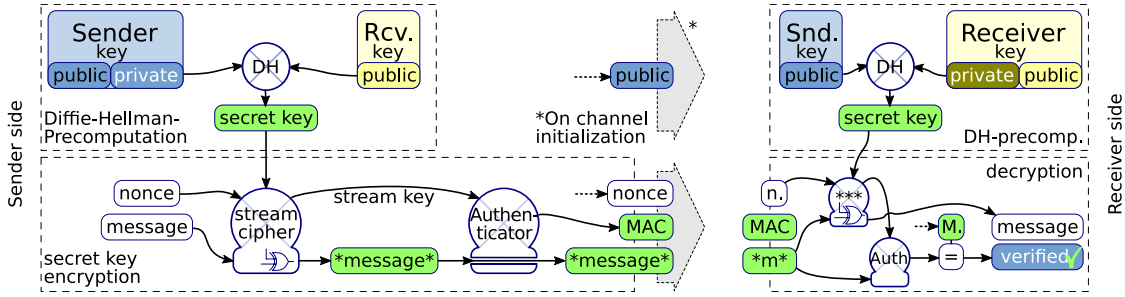 Sender side
Sender
key
public
private
DH
Rcv.
key
public
secret key
Diffie-Hellman-
Precomputation
public
*
*On channel
initialization
Snd.
key
public
DH
Receiver
key
private
public
secret key
DH-precomp.
Receiver side
nonce
message
stream
cipher
stream key
Authen-
ticator
nonce
MAC
*message*
*message*
secret key
encryption
decryption
n.
***
MAC
*m*
Auth
M.
=
message
verified